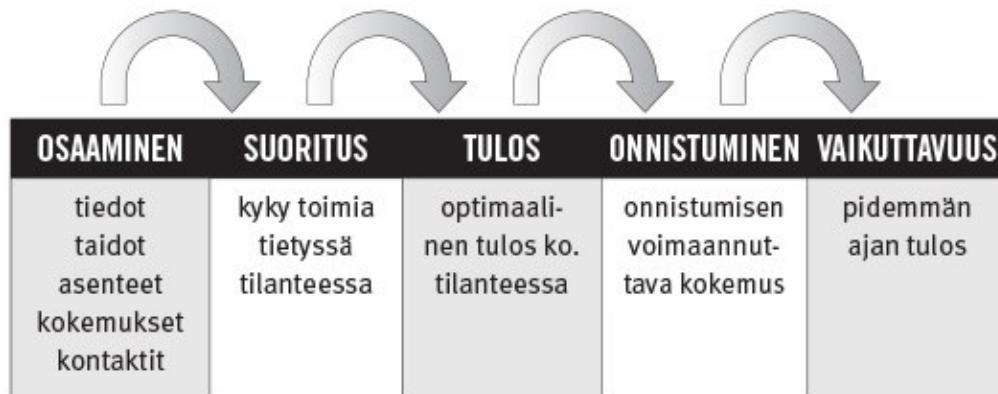 OSAAMINEN SUORITUS TULOS ONNISTUMINEN VAIKUTTAVUUS
tiedot
taidot
asenteet
kokemukset
kontaktit
kyky toimia
tietyssä
tilanteessa
optimaali-
nen tulos ko.
tilanteessa
onnistumisen
voimaannut-
tava kokemus
pidemmän
ajan tulos